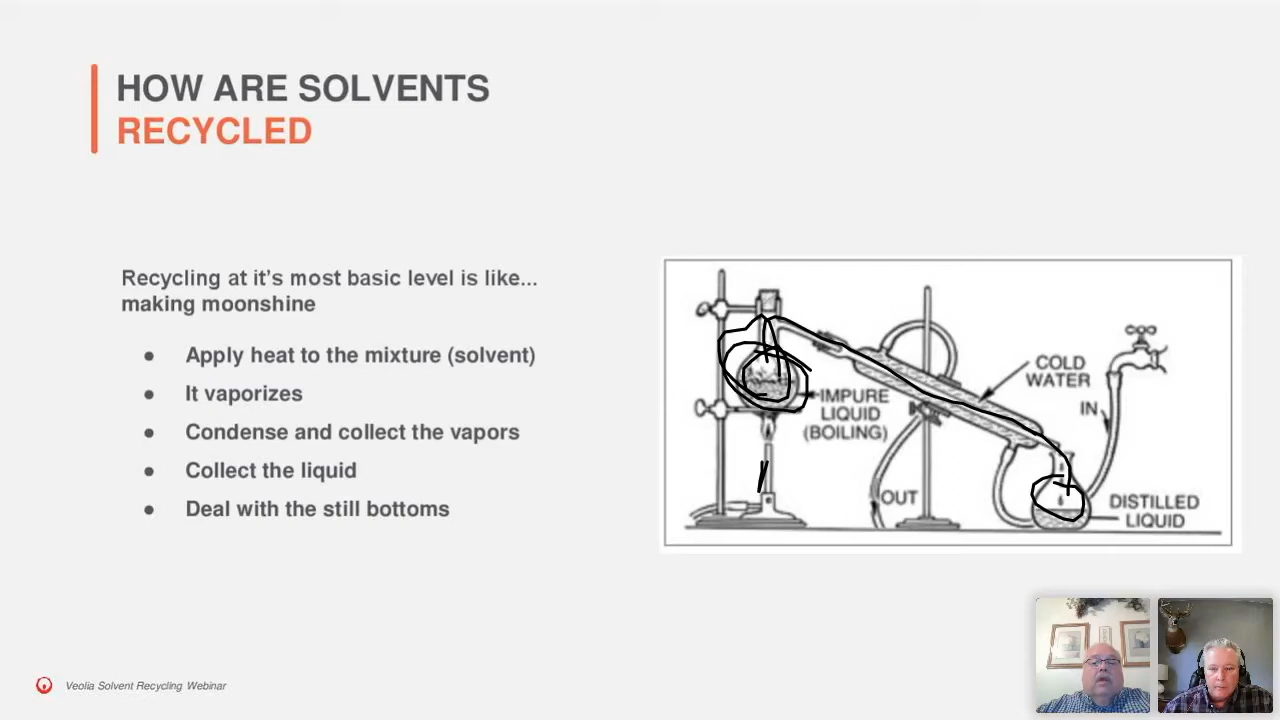 HOW ARE SOLVENTS
RECYCLED
Recycling at it's most basic level is like...
making moonshine
● Apply heat to the mixture (solvent)
● It vaporizes
● Condense and collect the vapors
● Collect the liquid
● Deal with the still bottoms
COLD
WATER
IN
IMPURE
LIQUID
(BOILING)
OUT
DISTILLED
LIQUID
Veolia Solvent Recycling Webinar